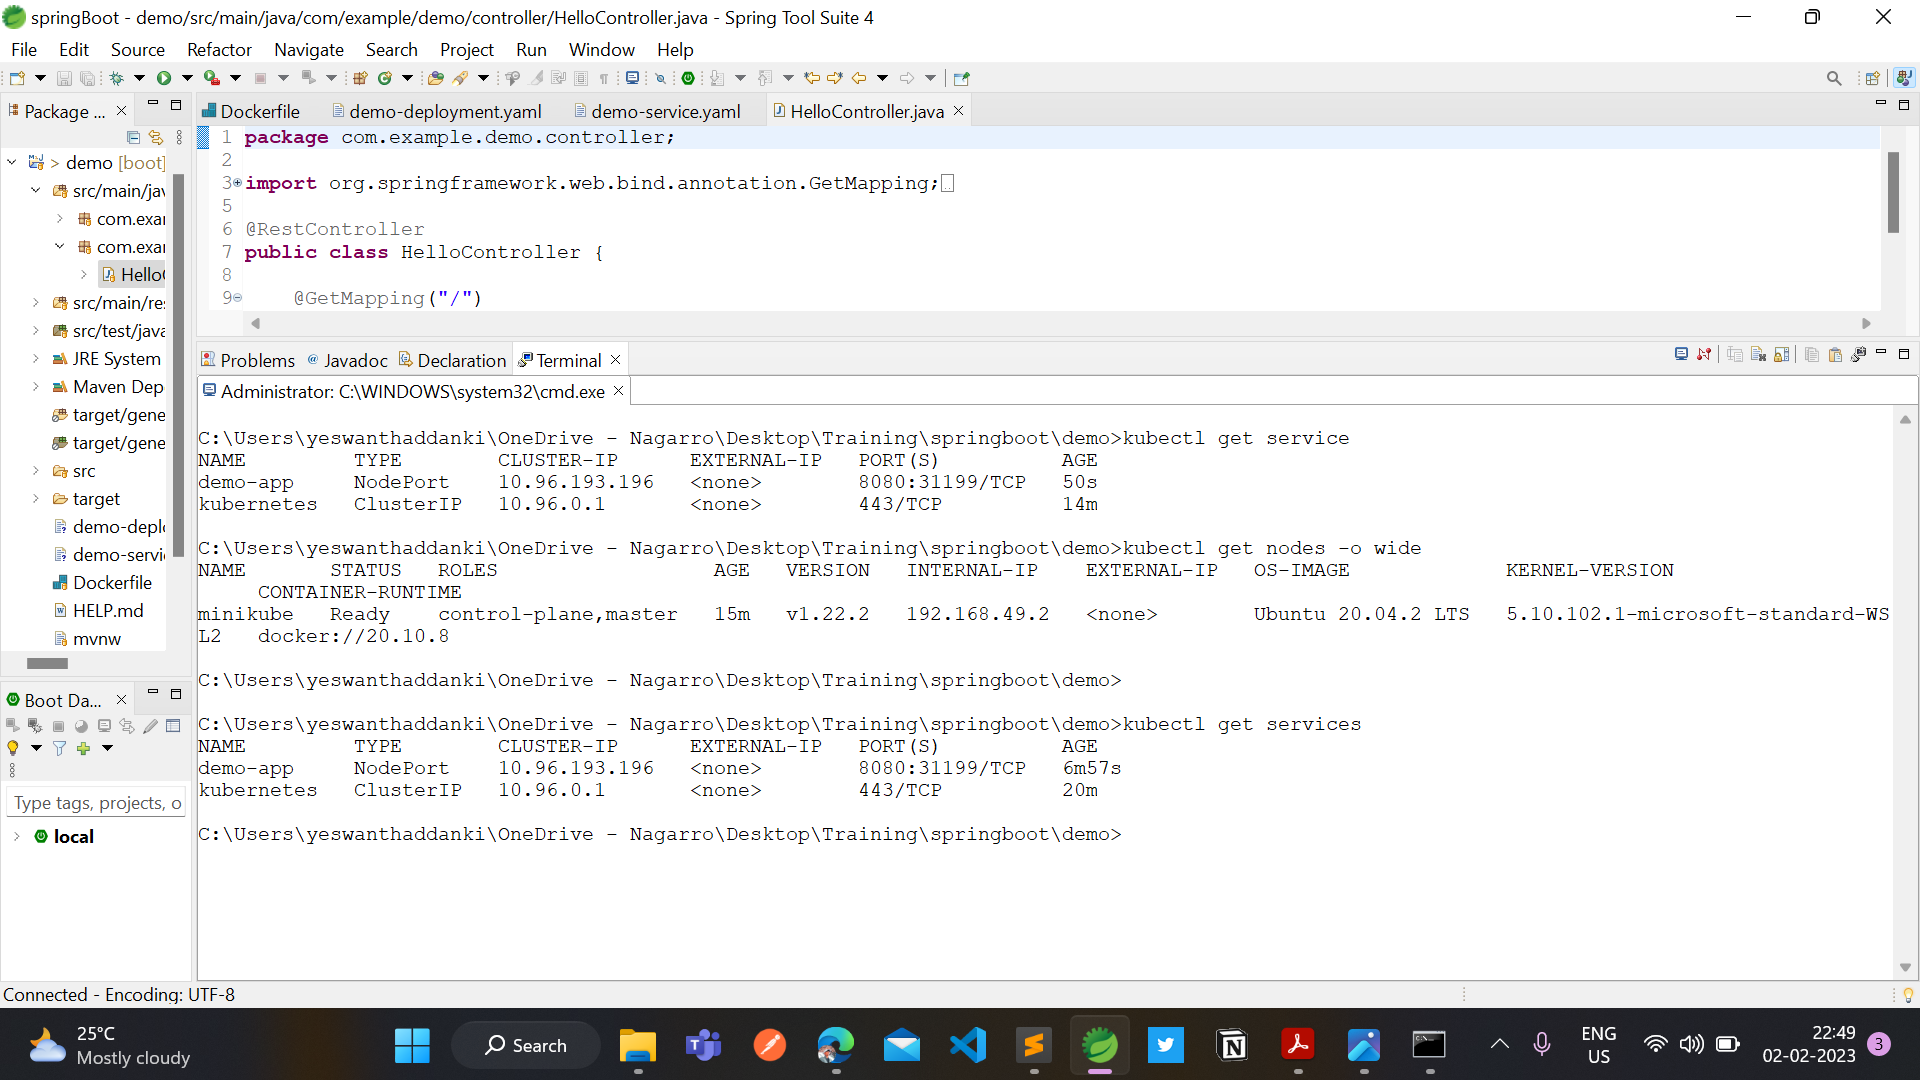 springBoot - demo/src/main/java/com/example/demo/controller/HelloController.java - Spring Tool Suite 4
File Edit Source Refactor Navigate Search Project Run Window Help
Package ...
Dockerfile demo-deployment.yaml demo-service.yaml HelloController.java
> demo [boot]
src/main/jav
com.exar
com.exar
Hello
src/main/re
src/test/java
JRE System
Maven Dep
target/gene
target/gene
src
target
demo-depl
demo-servi
Dockerfile
HELP.md
mvnw
1 package com.example.demo.controller;
2
3 import org.springframework.web.bind.annotation.GetMapping;
5
6 @RestController
7 public class HelloController {
8
9 @GetMapping("/")
Problems Javadoc Declaration Terminal
Administrator: C:\WINDOWS\system32\cmd.exe
C:\Users\yeswanthaddanki\OneDrive - Nagarro\Desktop\Training\springboot\demo>kubectl get service
NAME TYPE CLUSTER-IP EXTERNAL-IP PORT(S) AGE
demo-app NodePort 10.96.193.196 <none> 8080:31199/TCP 50s
kubernetes ClusterIP 10.96.0.1 <none> 443/TCP 14m
C:\Users\yeswanthaddanki\OneDrive - Nagarro\Desktop\Training\springboot\demo>kubectl get nodes -o wide
NAME STATUS ROLES AGE VERSION INTERNAL-IP EXTERNAL-IP OS-IMAGE KERNEL-VERSION
CONTAINER-RUNTIME
minikube Ready control-plane,master 15m v1.22.2 192.168.49.2 <none> Ubuntu 20.04.2 LTS 5.10.102.1-microsoft-standard-WS
L2 docker://20.10.8
C:\Users\yeswanthaddanki\OneDrive - Nagarro\Desktop\Training\springboot\demo>
C:\Users\yeswanthaddanki\OneDrive - Nagarro\Desktop\Training\springboot\demo>kubectl get services
NAME TYPE CLUSTER-IP EXTERNAL-IP PORT(S) AGE
demo-app NodePort 10.96.193.196 <none> 8080:31199/TCP 6m57s
kubernetes ClusterIP 10.96.0.1 <none> 443/TCP 20m
C:\Users\yeswanthaddanki\OneDrive - Nagarro\Desktop\Training\springboot\demo>
Boot Da...
Type tags, projects, o
local
Connected - Encoding: UTF-8
25°C
Mostly cloudy
Search
ENG
US
22:49
02-02-2023
3